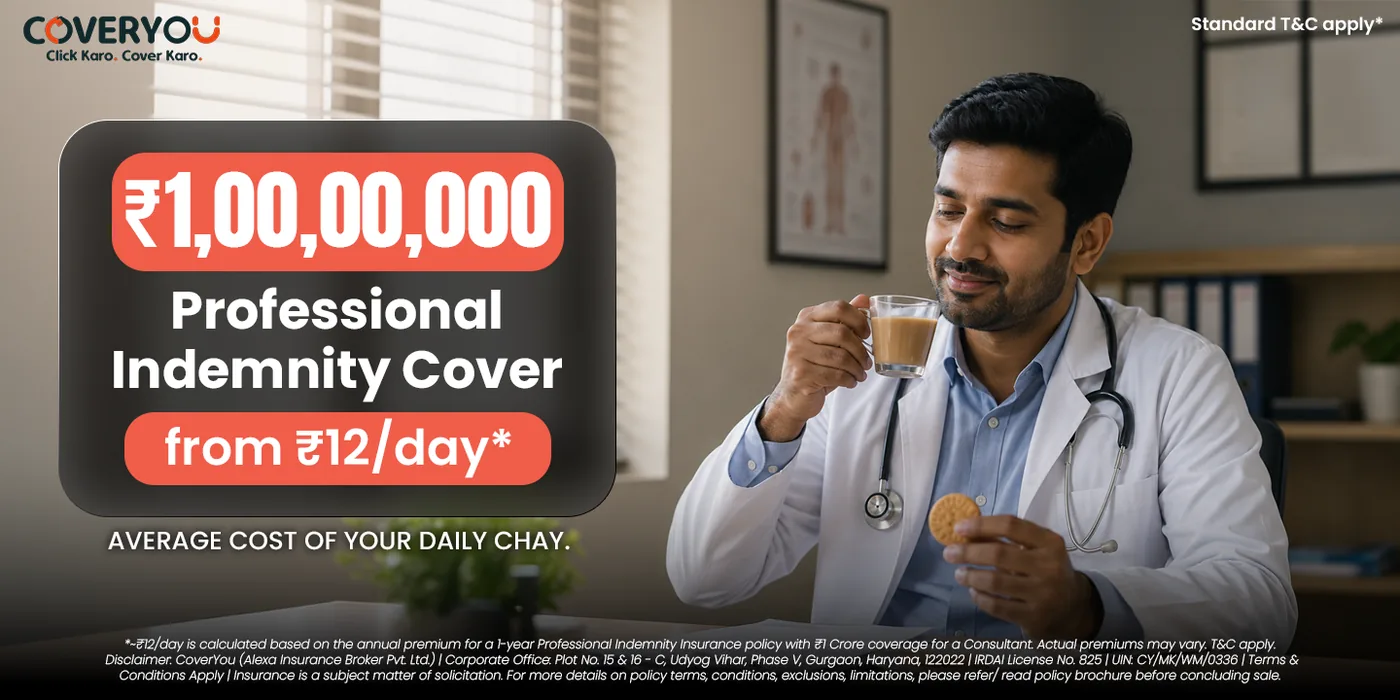 COVERYOU
Click Karo. Cover Karo.
Standard T&C apply*
₹1,00,00,000
Professional
Indemnity Cover
from ₹12/day*
AVERAGE COST OF YOUR DAILY CHAY.
*~₹12/day is calculated based on the annual premium for a 1-year Professional Indemnity Insurance policy with ₹1 Crore coverage for a Consultant. Actual premiums may vary. T&C apply.
Disclaimer: CoverYou (Alexa Insurance Broker Pvt. Ltd.) | Corporate Office: Plot No. 15 & 16 - C, Udyog Vihar, Phase V, Gurgaon, Haryana, 122022 | IRDAI License No. 825 | UIN: CY/MK/WM/0336 | Terms &
Conditions Apply | Insurance is a subject matter of solicitation. For more details on policy terms, conditions, exclusions, limitations, please refer/ read policy brochure before concluding sale.